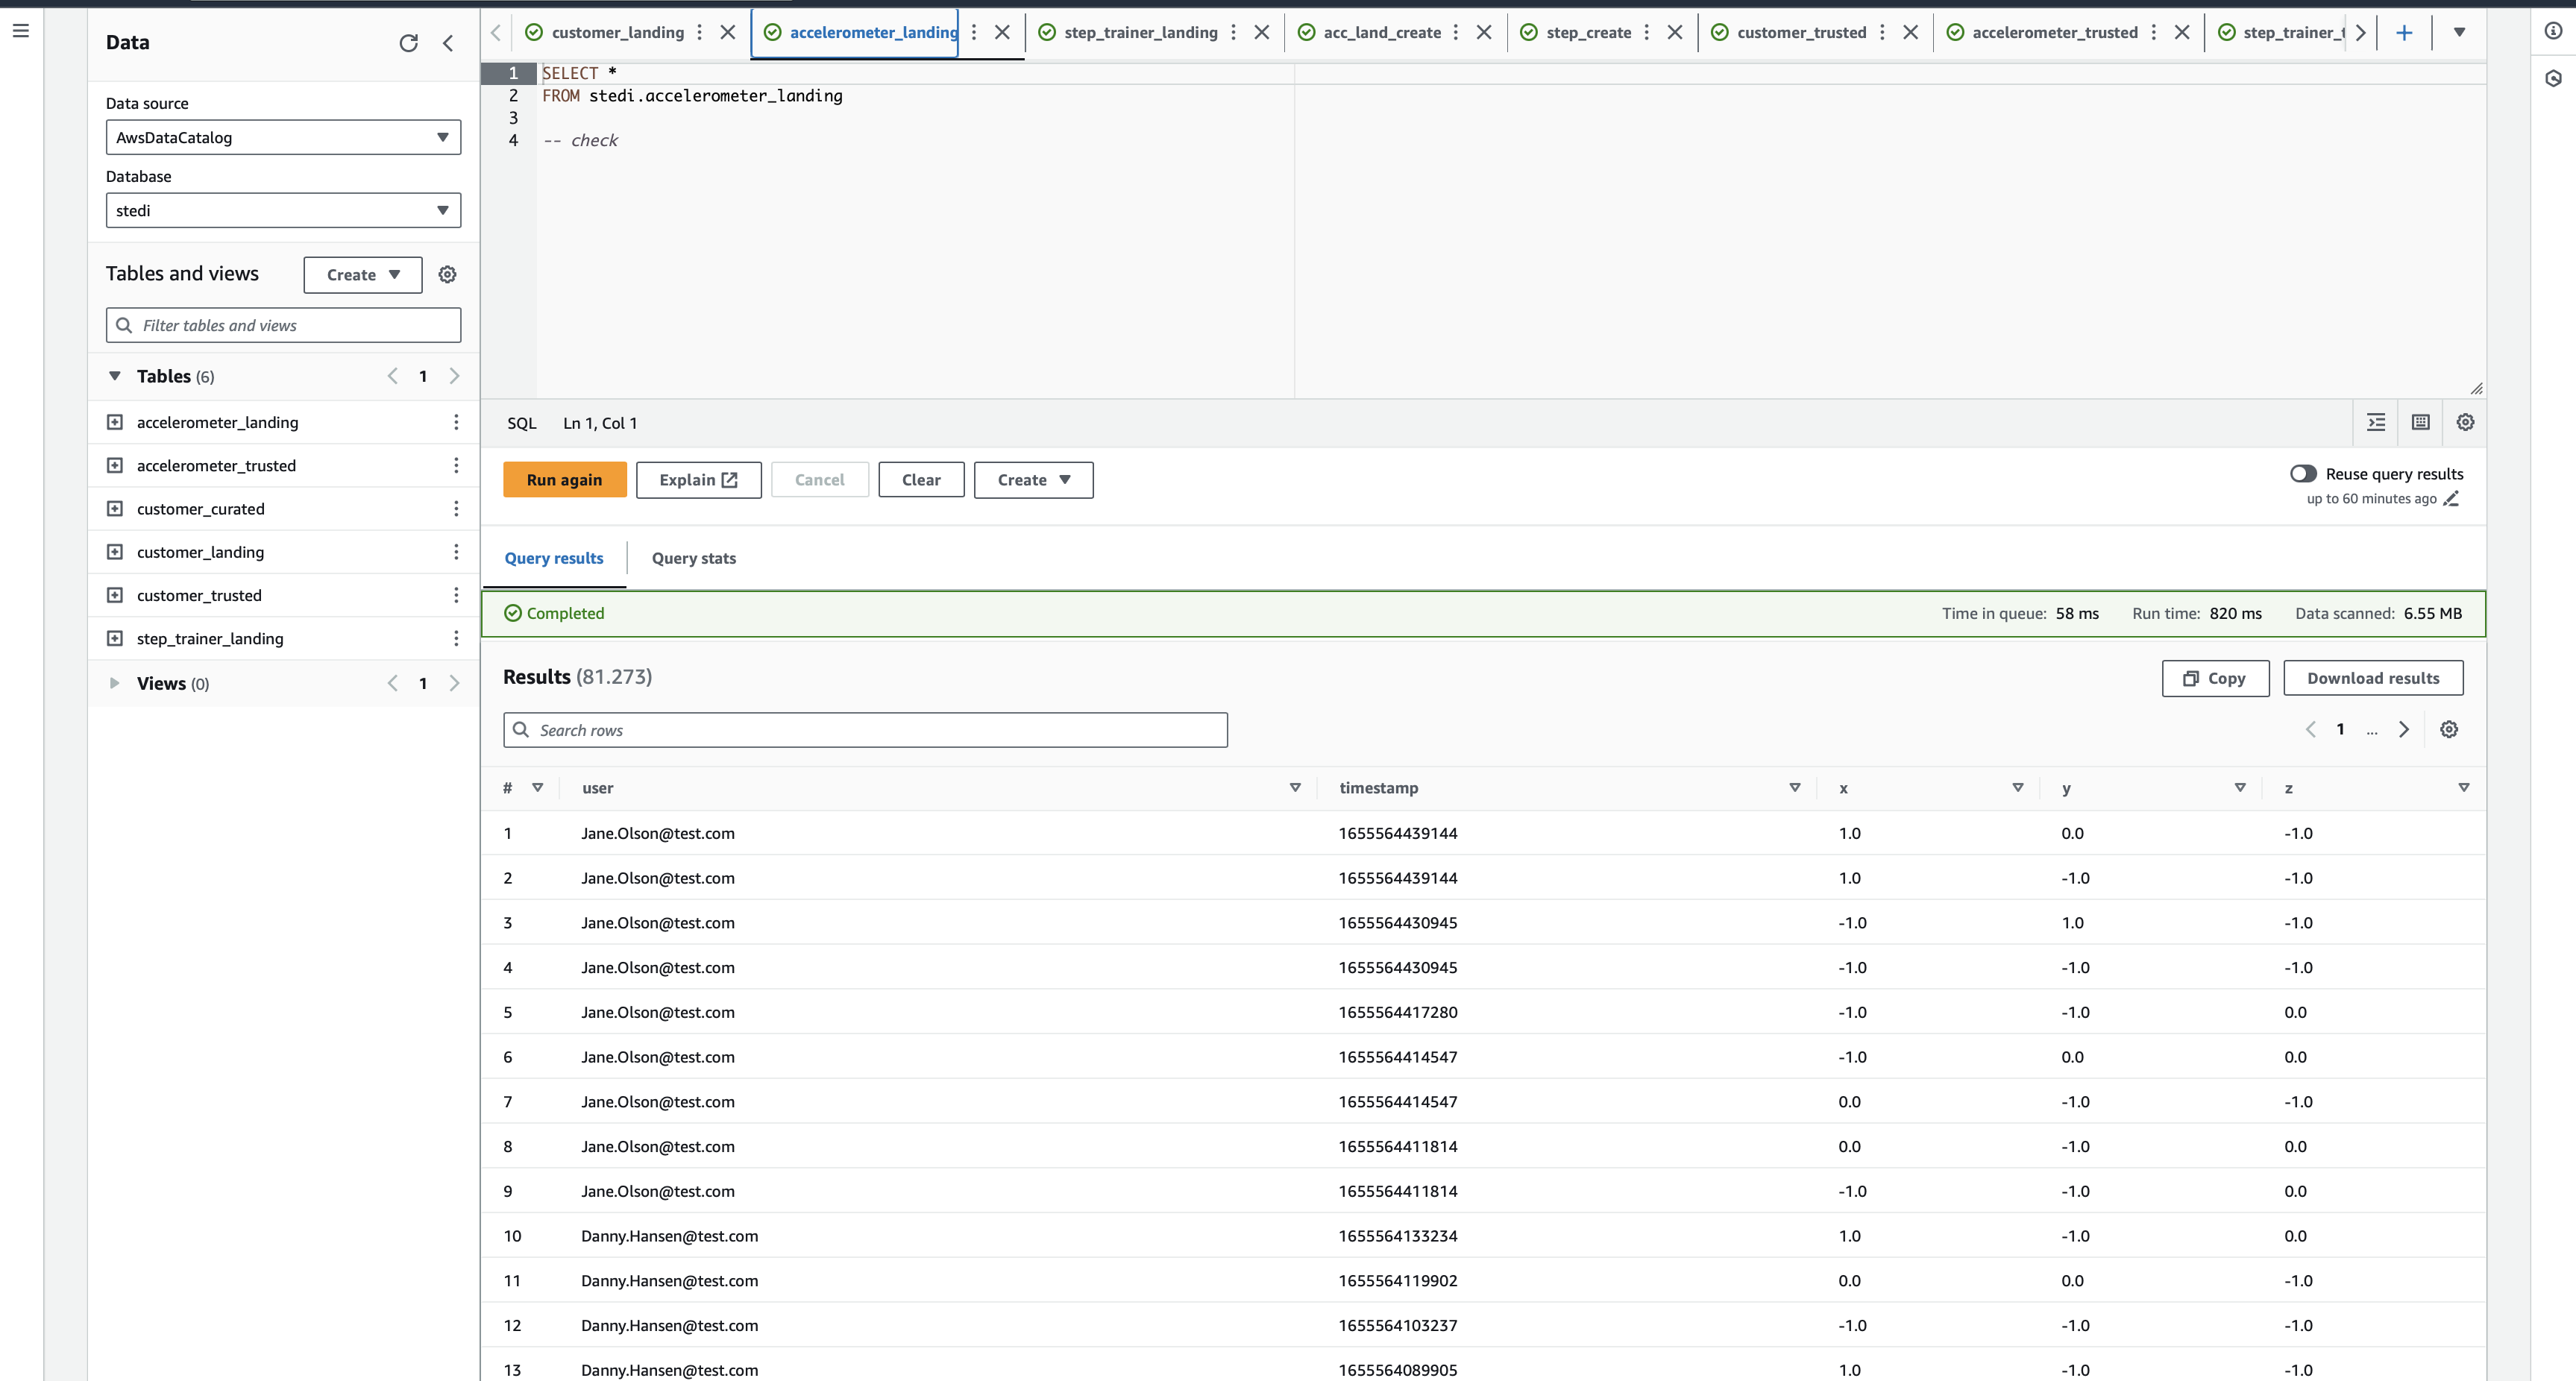 Data
Data source
AwsDataCatalog
Database
stedi
Tables and views
Create
Filter tables and views
Tables (6)
1
accelerometer_landing
accelerometer_trusted
customer_curated
customer_landing
customer_trusted
step_trainer_landing
Views (0)
1
customer_landing
accelerometer_landing
step_trainer_landing
acc_land_create
step_create
customer_trusted
accelerometer_trusted
step_trainer_t
1 SELECT *
2 FROM stedi.accelerometer_landing
3
4 -- check
SQL Ln 1, Col 1
Run again Explain Cancel Clear Create
Reuse query results
up to 60 minutes ago
Query results Query stats
Completed Time in queue: 58 ms Run time: 820 ms Data scanned: 6.55 MB
Results (81.273) Copy Download results
Search rows 1 ...
# user timestamp x y z
1 Jane.Olson@test.com 1655564439144 1.0 0.0 -1.0
2 Jane.Olson@test.com 1655564439144 1.0 -1.0 -1.0
3 Jane.Olson@test.com 1655564430945 -1.0 1.0 -1.0
4 Jane.Olson@test.com 1655564430945 -1.0 -1.0 -1.0
5 Jane.Olson@test.com 1655564417280 -1.0 -1.0 0.0
6 Jane.Olson@test.com 1655564414547 -1.0 0.0 0.0
7 Jane.Olson@test.com 1655564414547 0.0 -1.0 -1.0
8 Jane.Olson@test.com 1655564411814 0.0 -1.0 0.0
9 Jane.Olson@test.com 1655564411814 -1.0 -1.0 0.0
10 Danny.Hansen@test.com 1655564133234 1.0 -1.0 0.0
11 Danny.Hansen@test.com 1655564119902 0.0 0.0 -1.0
12 Danny.Hansen@test.com 1655564103237 -1.0 -1.0 -1.0
13 Danny.Hansen@test.com 1655564089905 1.0 -1.0 -1.0